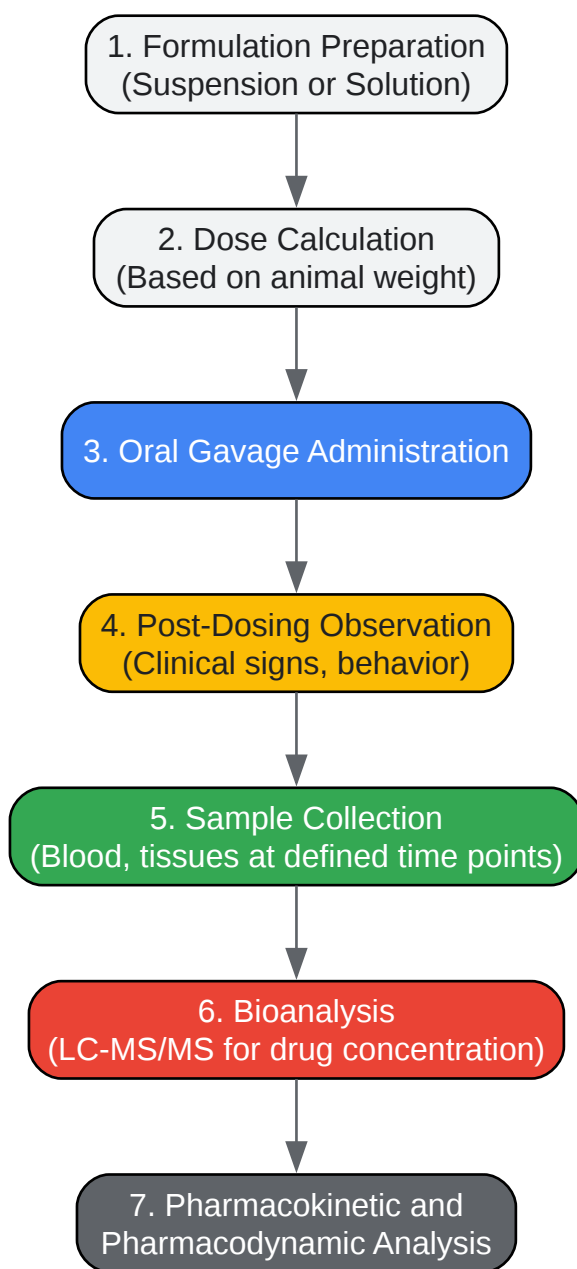 1. Formulation Preparation
(Suspension or Solution)
2. Dose Calculation
(Based on animal weight)
3. Oral Gavage Administration
4. Post-Dosing Observation
(Clinical signs, behavior)
5. Sample Collection
(Blood, tissues at defined time points)
6. Bioanalysis
(LC-MS/MS for drug concentration)
7. Pharmacokinetic and
Pharmacodynamic Analysis